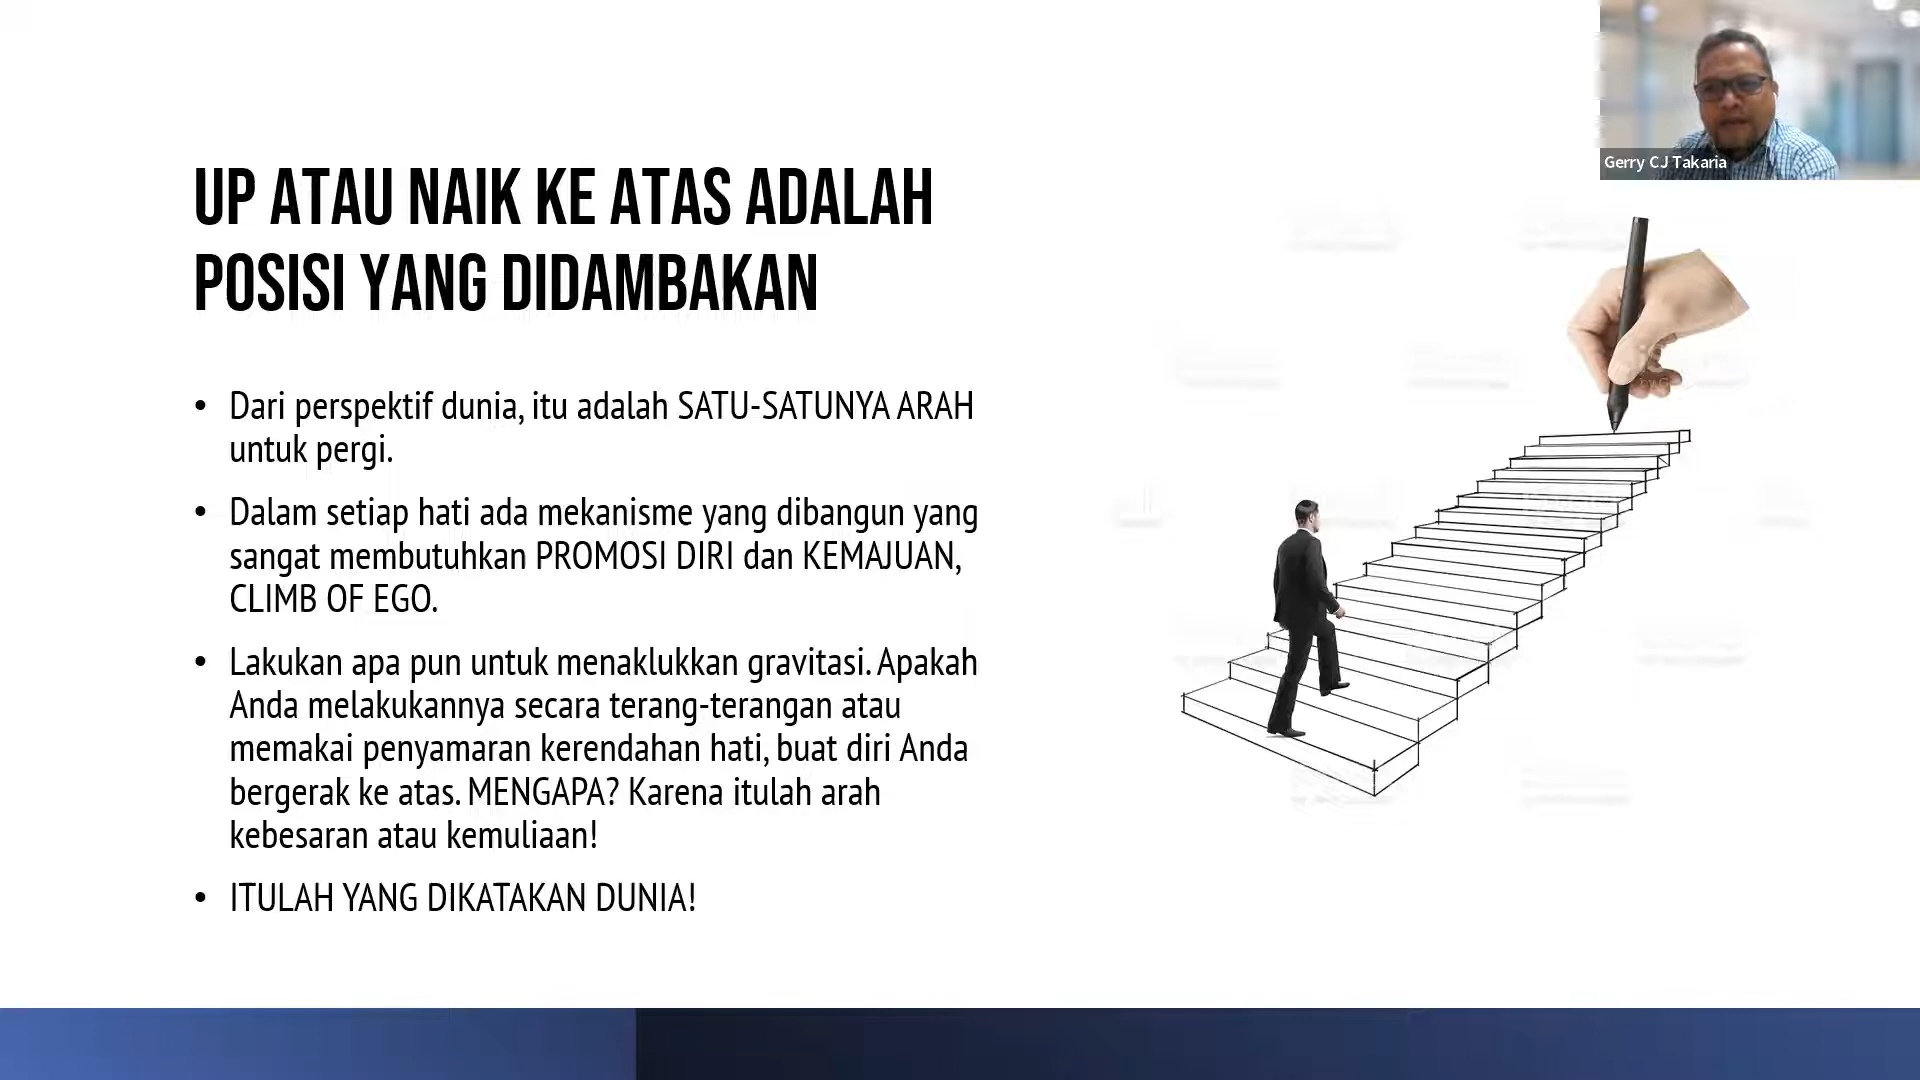 Gerry CJ Takaria
UP ATAU NAIK KE ATAS ADALAH
POSISI YANG DIDAMBAKAN
• Dari perspektif dunia, itu adalah SATU-SATUNYA ARAH
untuk pergi.
• Dalam setiap hati ada mekanisme yang dibangun yang
sangat membutuhkan PROMOSI DIRI dan KEMAJUAN,
CLIMB OF EGO.
• Lakukan apa pun untuk menaklukkan gravitasi. Apakah
Anda melakukannya secara terang-terangan atau
memakai penyamaran kerendahan hati, buat diri Anda
bergerak ke atas. MENGAPA? Karena itulah arah
kebesaran atau kemuliaan!
• ITULAH YANG DIKATAKAN DUNIA!